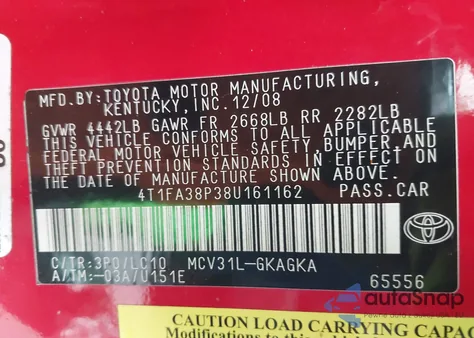 MFD.BY:TOYOTA MOTOR MANUFACTURING,
KENTUCKY,INC.12/08
GVWR 4442LB GAWR FR 2668LB RR 2282LB
THIS VEHICLE CONFORMS TO ALL APPLICABLE
FEDERAL MOTOR VEHICLE SAFETY,BUMPER,AND
THEFT PREVENTION STANDARDS IN EFFECT ON
THE DATE OF MANUFACTURE SHOWN ABOVE.
4T1FA38P38U161162 PASS.CAR
C/TR:3P0/LC10 MCV31L-GKAGKA
A/TM:-03A/U151E 65556
TOYOTA
autosnap
CAUTION LOAD CARRYING CAPAC